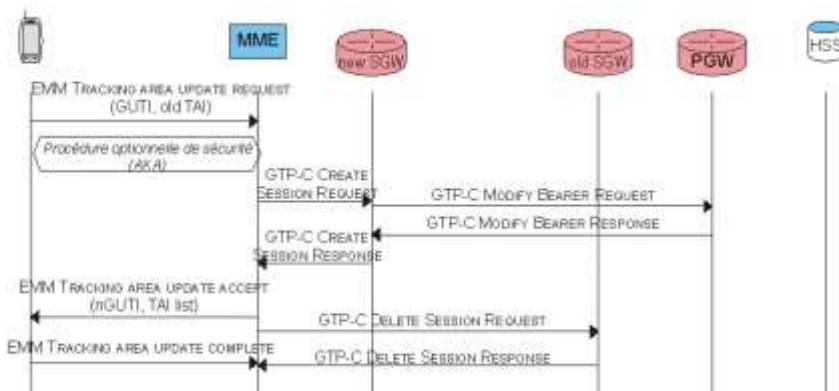 MME
new SGW
old SGW
PGW
HSS
EMM TRACKING AREA UPDATE REQUEST
(GUTI, old TAI)
Procédure optionnelle de sécurité
(AKA)
GTP-C CREATE
SESSION REQUEST
GTP-C MODIFY BEARER REQUEST
GTP-C MODIFY BEARER RESPONSE
GTP-C CREATE
SESSION RESPONSE
EMM TRACKING AREA UPDATE ACCEPT
(nGUTI, TAI list)
GTP-C DELETE SESSION REQUEST
EMM TRACKING AREA UPDATE COMPLETE
GTP-C DELETE SESSION RESPONSE